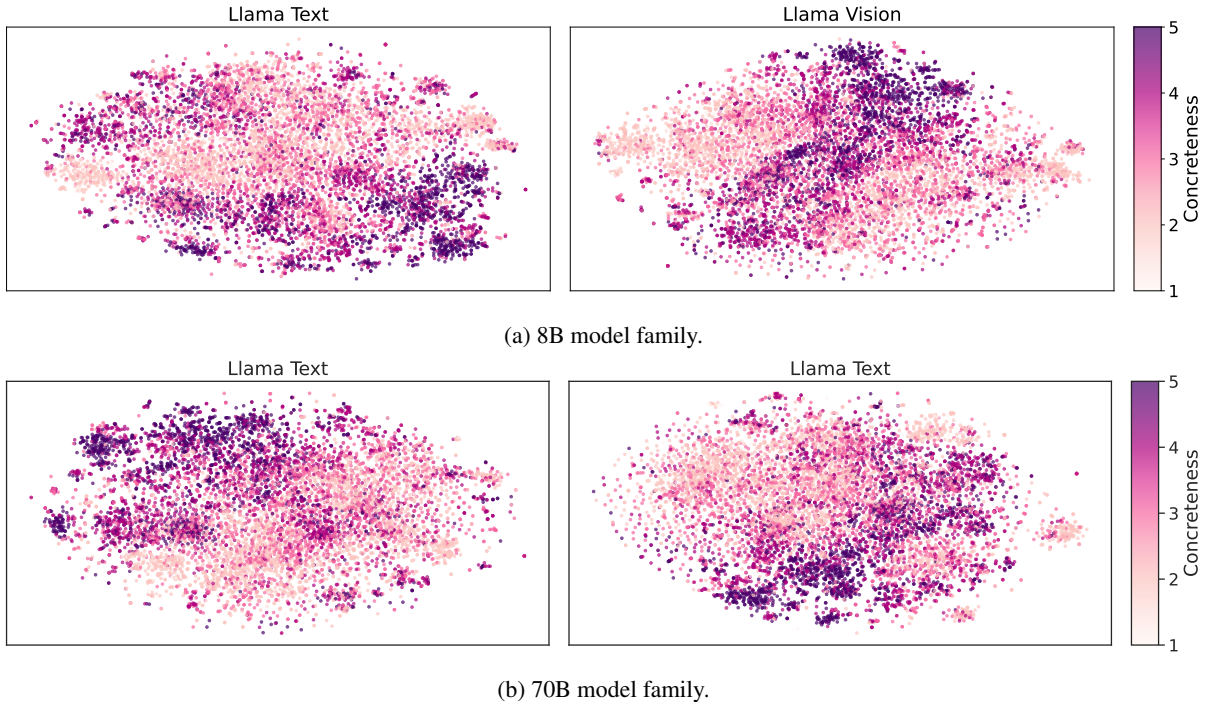 Llama Text
Llama Vision
5
4
3
2
1
Concreteness
(a) 8B model family.
Llama Text
Llama Text
5
4
3
2
1
Concreteness
(b) 70B model family.